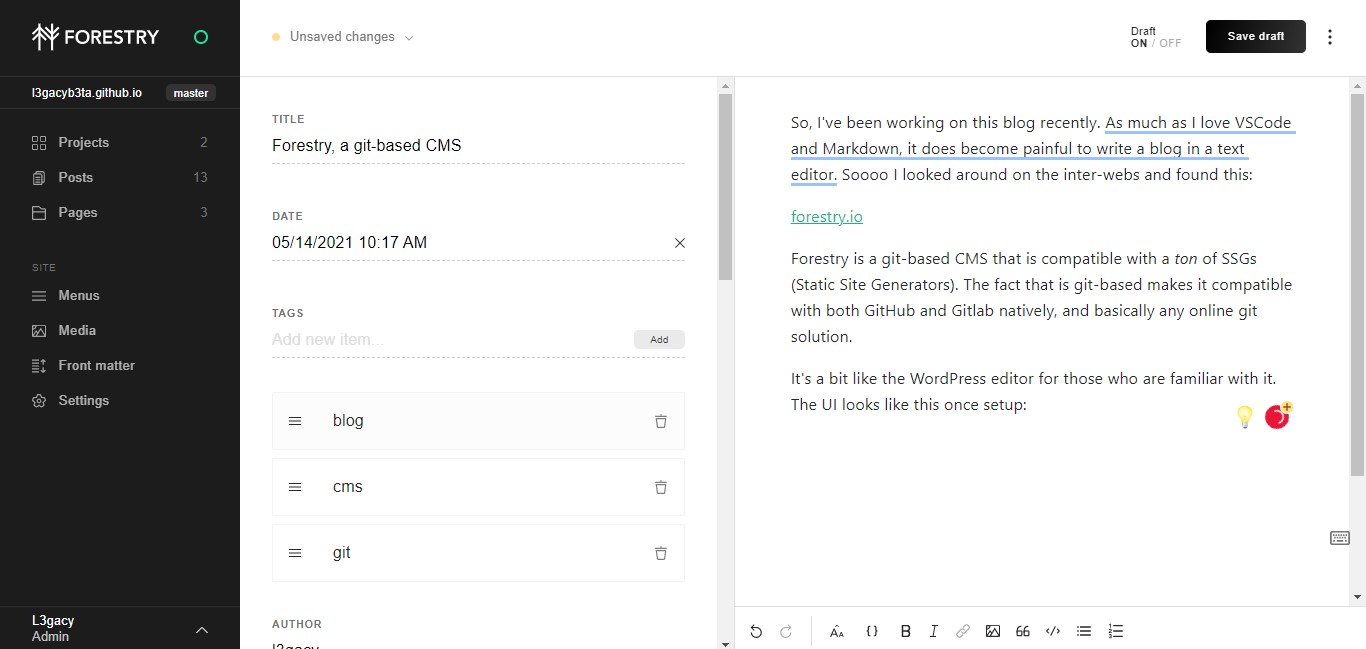 FORESTRY
Unsaved changes
Draft
ON / OFF
Save draft
l3gacyb3ta.github.io
master
Projects 2
Posts 13
Pages 3
SITE
Menus
Media
Front matter
Settings
L3gacy
Admin
TITLE
Forestry, a git-based CMS
DATE
05/14/2021 10:17 AM
TAGS
Add new item...
Add
blog
cms
git
AUTHOR
l3gacy
So, I've been working on this blog recently. As much as I love VSCode
and Markdown, it does become painful to write a blog in a text
editor. Soooo I looked around on the inter-webs and found this:
forestry.io
Forestry is a git-based CMS that is compatible with a ton of SSGs
(Static Site Generators). The fact that is git-based makes it compatible
with both GitHub and Gitlab natively, and basically any online git
solution.
It's a bit like the WordPress editor for those who are familiar with it.
The UI looks like this once setup: